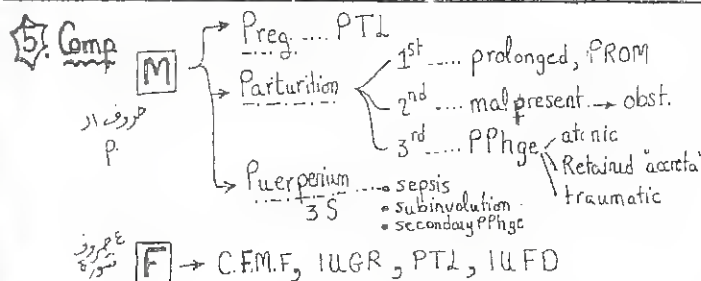 5. Comp
M
حروف ال
P.
Preg. .... PTL
Parturition
1st .... prolonged, PROM
2nd .... malpresent → obst.
3rd .... PPhge
atonic
Retained "accreta"
traumatic
Puerperium
3 S
• sepsis
• subinvolution
• secondary PPhge
F → C.F.M.F, IUGR, PTL, IUFD